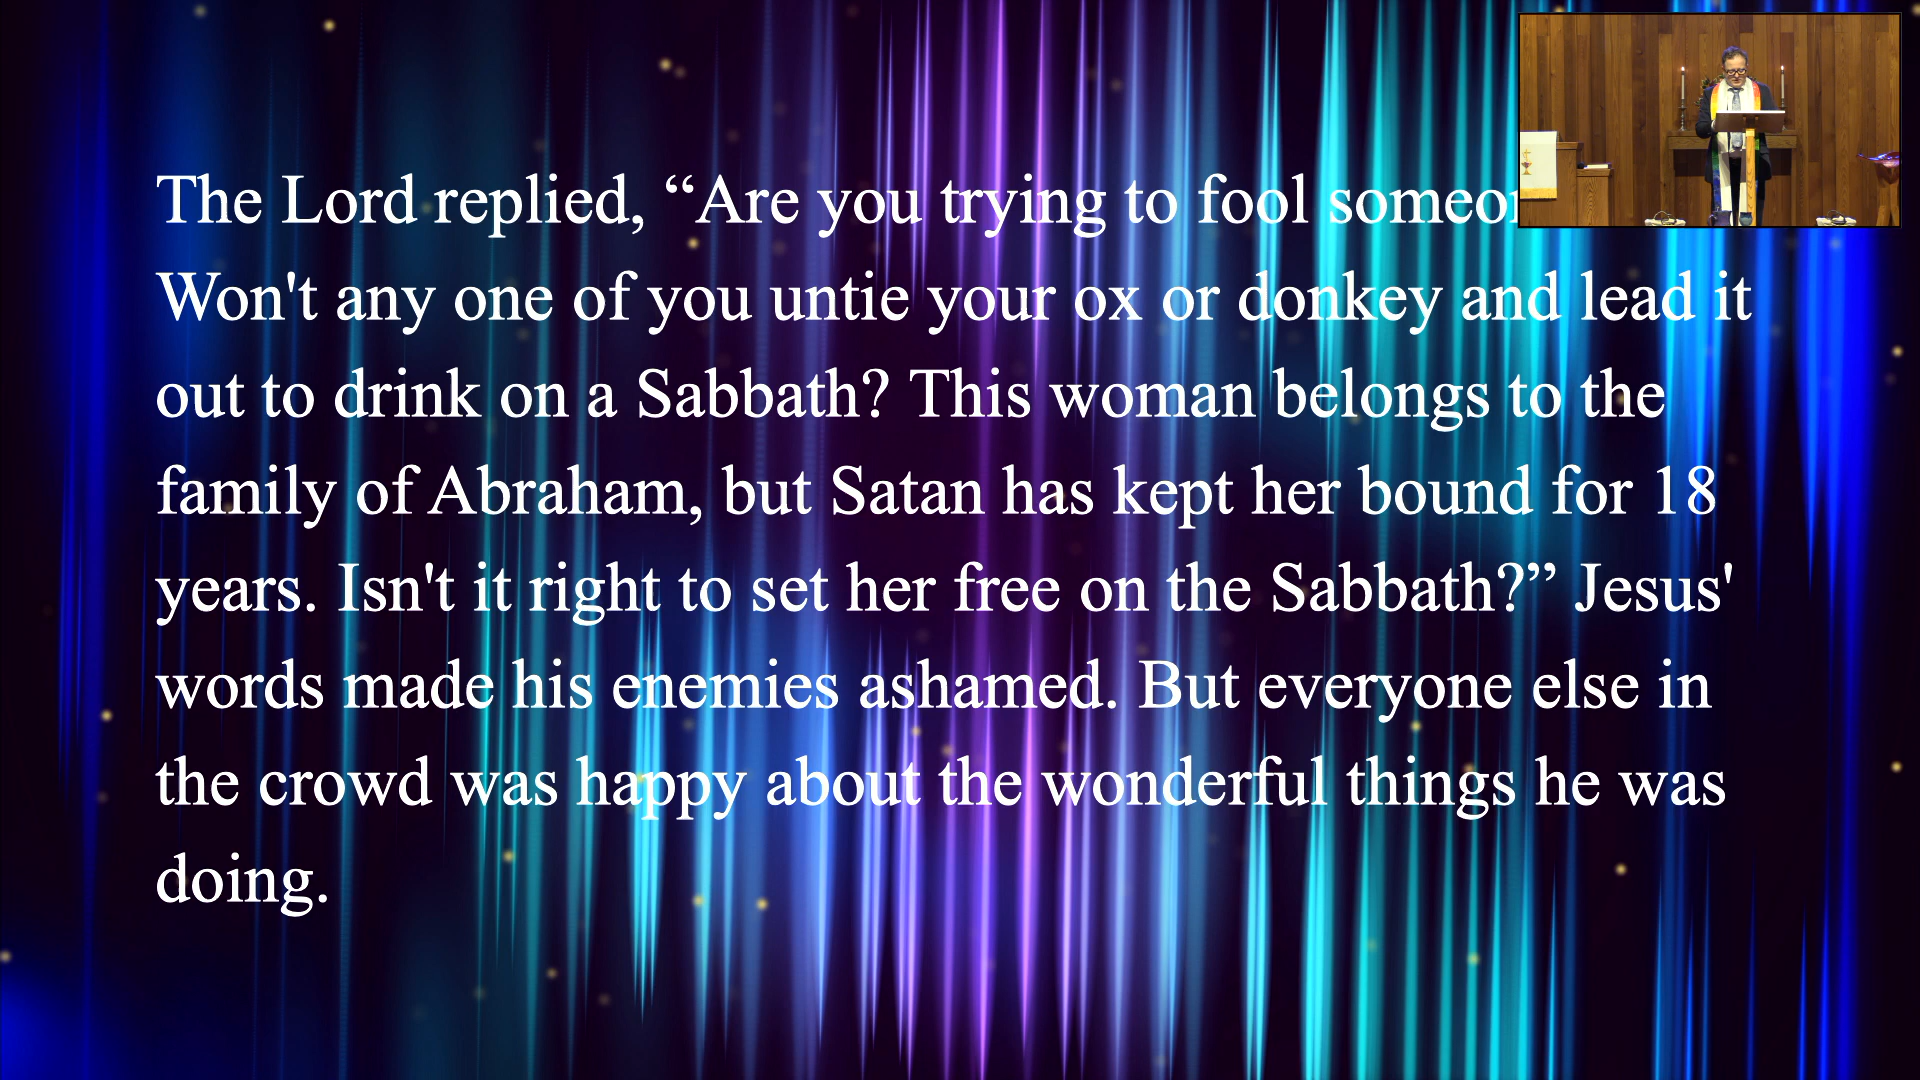 The Lord replied, “Are you trying to fool
Won't any one of you untie your ox or donkey and lead it
out to drink on a Sabbath? This woman belongs to the
family of Abraham, but Satan has kept her bound for 18
years. Isn't it right to set her free on the Sabbath?” Jesus'
words made his enemies ashamed. But everyone else in
the crowd was happy about the wonderful things he was
doing.